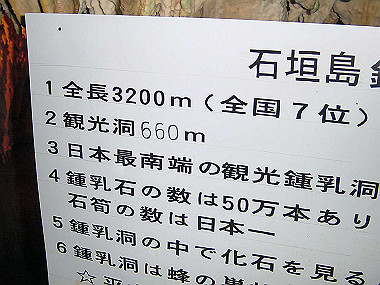 石垣島鍾
1 全長3200m（全国7位）
2 観光洞660m
3 日本最南端の観光鍾乳洞
4 鍾乳石の数は50万本あり
石筍の数は日本一
5 鍾乳洞の中で化石を見る
6 鍾乳洞は蜂の巣